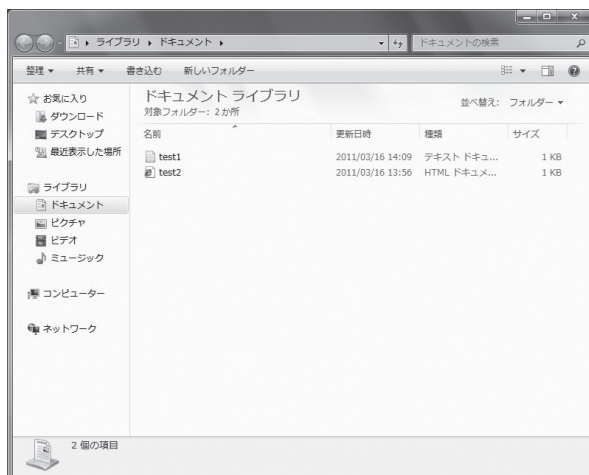 ライブラリ ドキュメント ドキュメントの検索
整理 共有 書き込む 新しいフォルダー
お気に入り
ダウンロード
デスクトップ
最近表示した場所
ライブラリ
ドキュメント
ピクチャ
ビデオ
ミュージック
コンピューター
ネットワーク
ドキュメント ライブラリ
対象フォルダー: 2 か所
並べ替え: フォルダー
名前 更新日時 種類 サイズ
test1 2011/03/16 14:09 テキスト ドキュ... 1 KB
test2 2011/03/16 13:56 HTML ドキュメ... 1 KB
2 個の項目